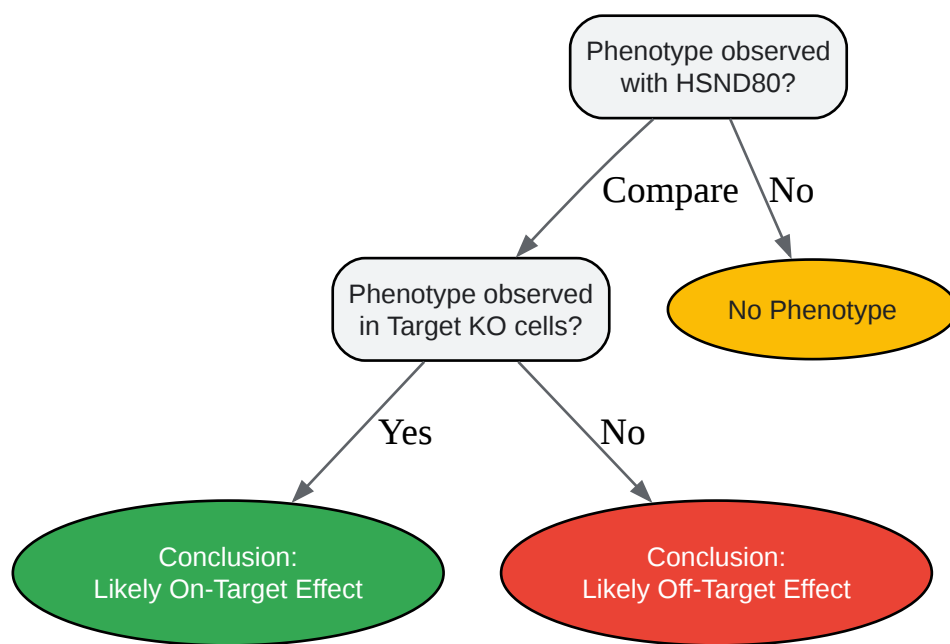 Phenotype observed
with HSND80?
Compare
No
Phenotype observed
in Target KO cells?
No Phenotype
Yes
No
Conclusion:
Likely On-Target Effect
Conclusion:
Likely Off-Target Effect